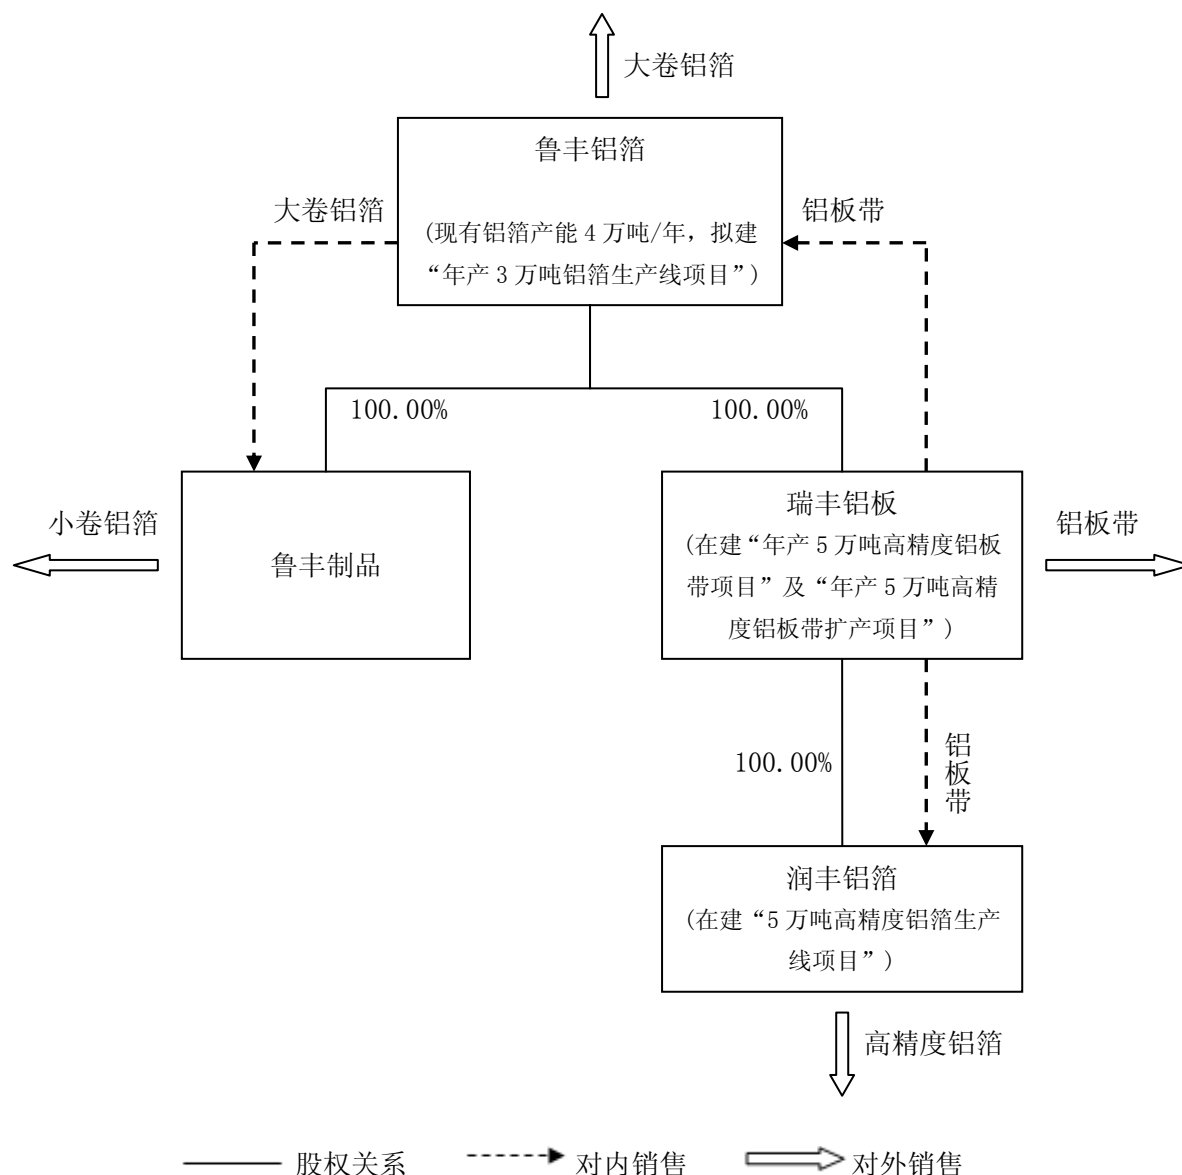 大卷铝箔
鲁丰铝箔
大卷铝箔
铝板带
(现有铝箔产能 4 万吨/年，拟建
“年产 3 万吨铝箔生产线项目”)
100.00%
100.00%
小卷铝箔
鲁丰制品
瑞丰铝板
(在建“年产 5 万吨高精度铝板
带项目”及“年产 5 万吨高精
度铝板带扩产项目”)
铝板带
100.00%
铝板带
润丰铝箔
(在建“5 万吨高精度铝箔生产
线项目”)
高精度铝箔
股权关系
对内销售
对外销售